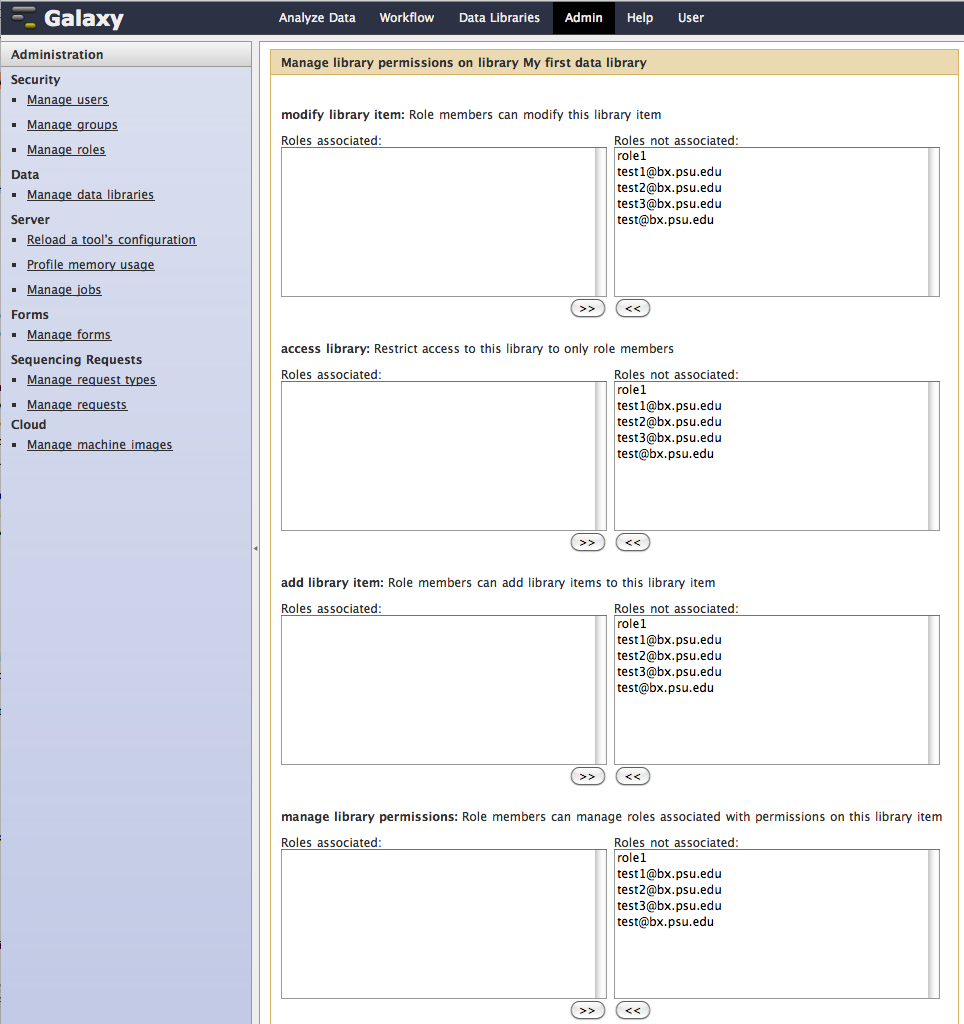 Galaxy
Analyze Data Workflow Data Libraries Admin Help User
Administration
Security
Manage users
Manage groups
Manage roles
Data
Manage data libraries
Server
Reload a tool's configuration
Profile memory usage
Manage jobs
Forms
Manage forms
Sequencing Requests
Manage request types
Manage requests
Cloud
Manage machine images
Manage library permissions on library My first data library
modify library item: Role members can modify this library item
Roles associated: Roles not associated:
role1
test1@bx.psu.edu
test2@bx.psu.edu
test3@bx.psu.edu
test@bx.psu.edu
>> <<
access library: Restrict access to this library to only role members
Roles associated: Roles not associated:
role1
test1@bx.psu.edu
test2@bx.psu.edu
test3@bx.psu.edu
test@bx.psu.edu
>> <<
add library item: Role members can add library items to this library item
Roles associated: Roles not associated:
role1
test1@bx.psu.edu
test2@bx.psu.edu
test3@bx.psu.edu
test@bx.psu.edu
>> <<
manage library permissions: Role members can manage roles associated with permissions on this library item
Roles associated: Roles not associated:
role1
test1@bx.psu.edu
test2@bx.psu.edu
test3@bx.psu.edu
test@bx.psu.edu
>> <<